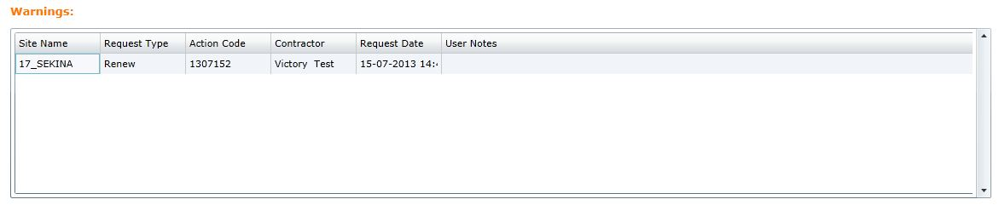 Warnings:
Site Name Request Type Action Code Contractor Request Date User Notes
17_SEKINA Renew 1307152 Victory Test 15-07-2013 14: